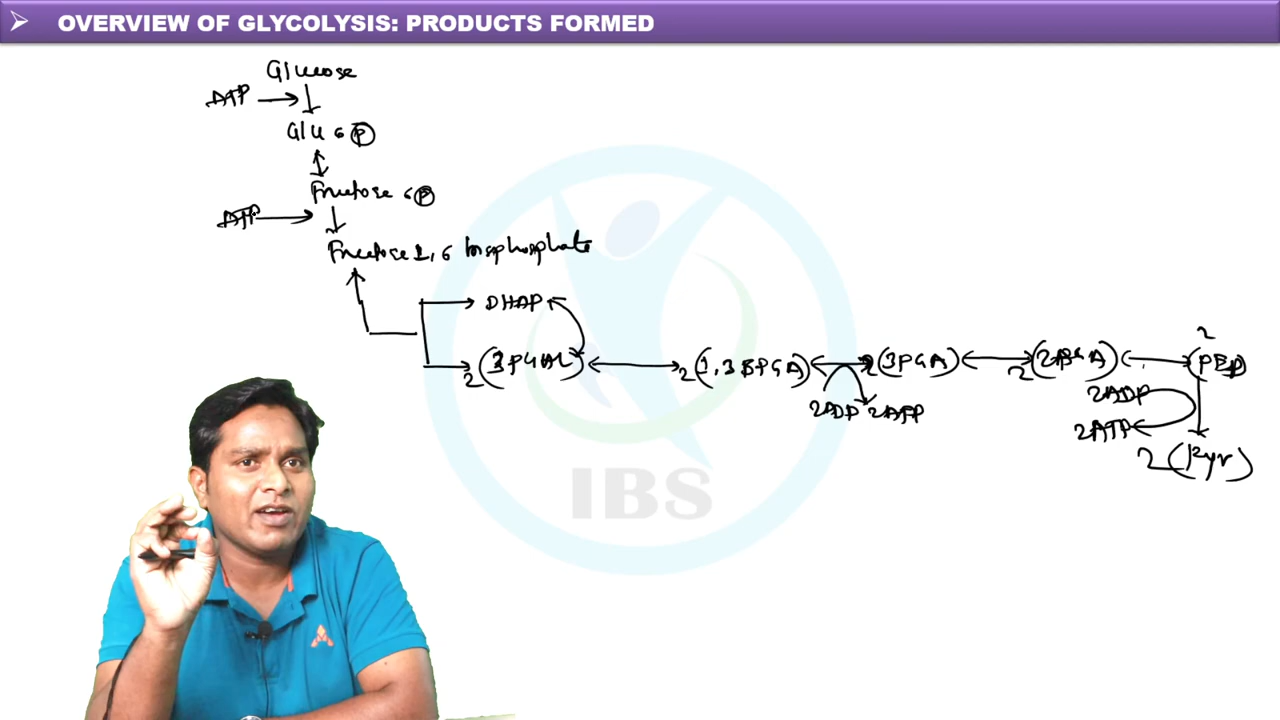 OVERVIEW OF GLYCOLYSIS: PRODUCTS FORMED
Glucose
ATP
Glu 6 P
Fructose 6 P
ATP
Fructose 1, 6 bisphosphate
DHAP
2 (3PGAL) 2 (1,3 BPGA) 2 (3PGA) 2 (2PGA) 2 (PEP)
2ADP 2ATP
2ADP
2ATP
2 (Pyr)
IBS